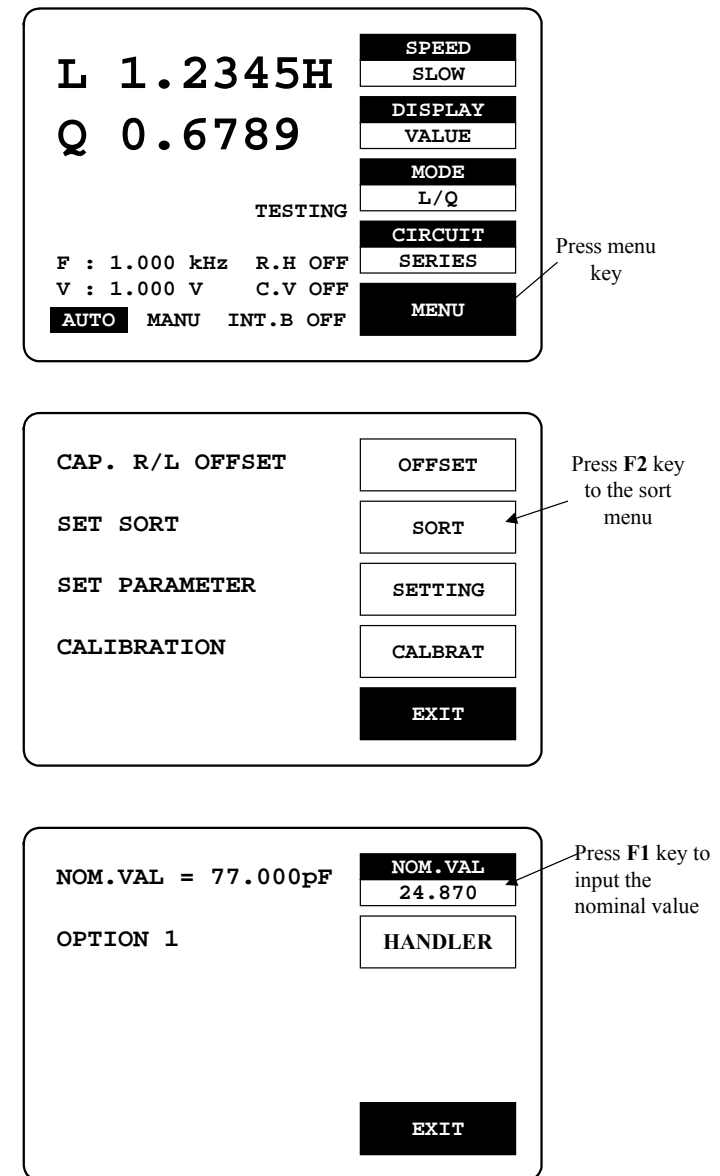 L 1.2345H
Q 0.6789
TESTING
F : 1.000 kHz R.H OFF
V : 1.000 V C.V OFF
AUTO MANU INT.B OFF
SPEED
SLOW
DISPLAY
VALUE
MODE
L/Q
CIRCUIT
SERIES
MENU
Press menu
key
CAP. R/L OFFSET
OFFSET
SET SORT
SORT
SET PARAMETER
SETTING
CALIBRATION
CALBRAT
EXIT
Press F2 key
to the sort
menu
NOM.VAL = 77.000pF
NOM.VAL
24.870
OPTION 1
HANDLER
EXIT
Press F1 key to
input the
nominal value